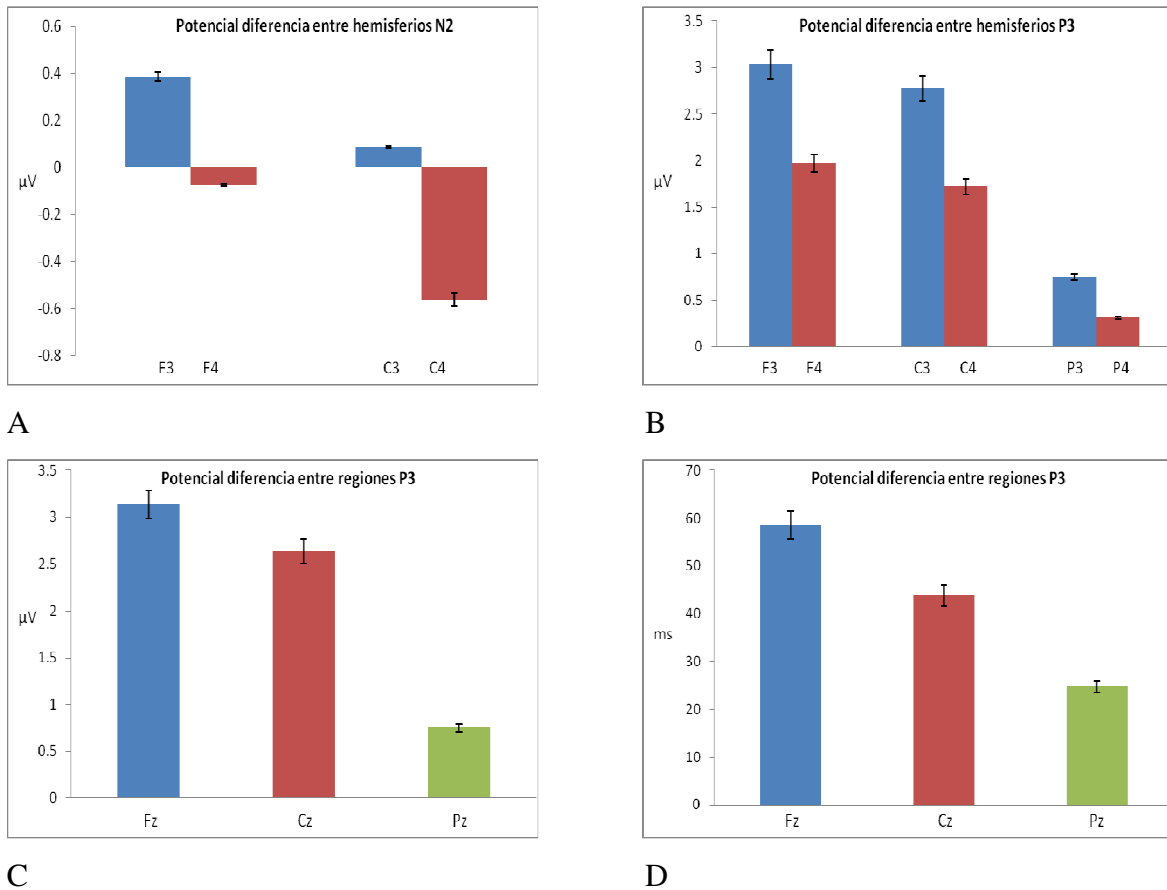 Potencial diferencia entre hemisferios N2
0.6
0.4
0.2
0
-0.2
-0.4
-0.6
-0.8
µV
F3 F4 C3 C4
A
Potencial diferencia entre hemisferios P3
3.5
3
2.5
2
1.5
1
0.5
0
µV
F3 F4 C3 C4 P3 P4
B
Potencial diferencia entre regiones P3
3.5
3
2.5
2
1.5
1
0.5
0
µV
Fz Cz Pz
C
Potencial diferencia entre regiones P3
70
60
50
40
30
20
10
0
ms
Fz Cz Pz
D